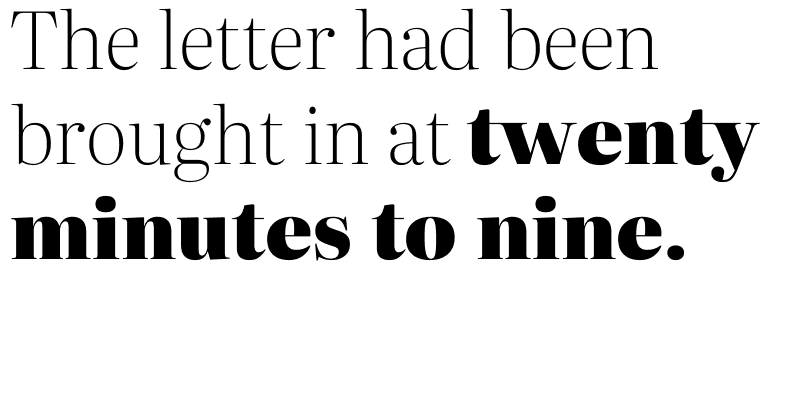 The letter had been
brought in at twenty
minutes to nine.